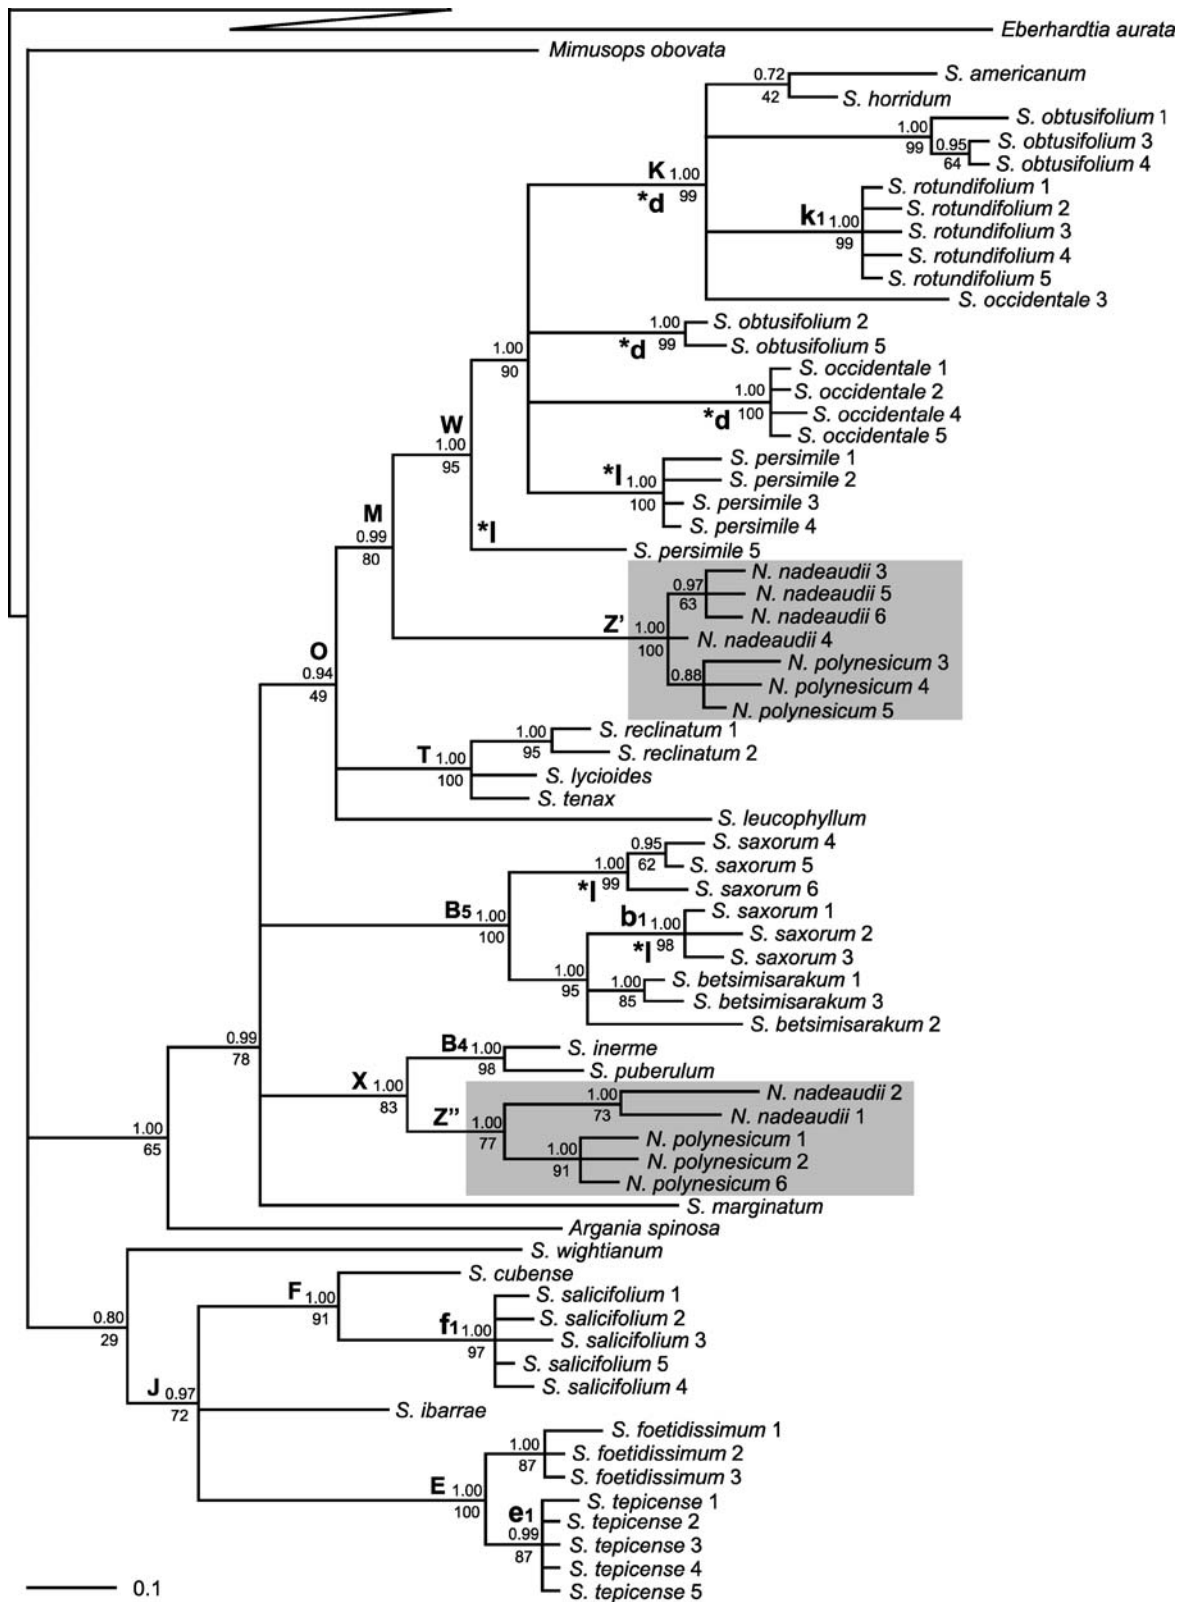 Eberhardtia aurata
Mimusops obovata
0.72
42
S. americanum
S. horridum
1.00
99
S. obtusifolium 1
0.95
64
S. obtusifolium 3
S. obtusifolium 4
K 1.00
*d 99
S. rotundifolium 1
S. rotundifolium 2
k1 1.00
99
S. rotundifolium 3
S. rotundifolium 4
S. rotundifolium 5
S. occidentale 3
1.00
*d 99
S. obtusifolium 2
S. obtusifolium 5
1.00
90
S. occidentale 1
1.00
*d 100
S. occidentale 2
S. occidentale 4
S. occidentale 5
W
1.00
95
S. persimile 1
*l 1.00
100
S. persimile 2
S. persimile 3
S. persimile 4
*l
S. persimile 5
M
0.99
80
N. nadeaudii 3
0.97
63
N. nadeaudii 5
N. nadeaudii 6
Z' 1.00
100
N. nadeaudii 4
N. polynesicum 3
0.88
N. polynesicum 4
N. polynesicum 5
O
0.94
49
S. reclinatum 1
1.00
95
S. reclinatum 2
T 1.00
100
S. lycioides
S. tenax
S. leucophyllum
S. saxorum 4
0.95
62
S. saxorum 5
1.00
*l 99
S. saxorum 6
B5 1.00
100
S. saxorum 1
b1 1.00
*l 98
S. saxorum 2
S. saxorum 3
1.00
95
S. betsimisarakum 1
1.00
85
S. betsimisarakum 3
S. betsimisarakum 2
0.99
78
B4 1.00
98
S. inerme
S. puberulum
X 1.00
83
N. nadeaudii 2
1.00
73
N. nadeaudii 1
Z" 1.00
77
N. polynesicum 1
1.00
91
N. polynesicum 2
N. polynesicum 6
1.00
65
S. marginatum
Argania spinosa
S. wightianum
S. cubense
F 1.00
91
S. salicifolium 1
S. salicifolium 2
f1 1.00
97
S. salicifolium 3
S. salicifolium 5
S. salicifolium 4
0.80
29
J 0.97
72
S. ibarrae
S. foetidissimum 1
1.00
87
S. foetidissimum 2
S. foetidissimum 3
E 1.00
100
S. tepicense 1
e1
0.99
87
S. tepicense 2
S. tepicense 3
S. tepicense 4
S. tepicense 5
0.1